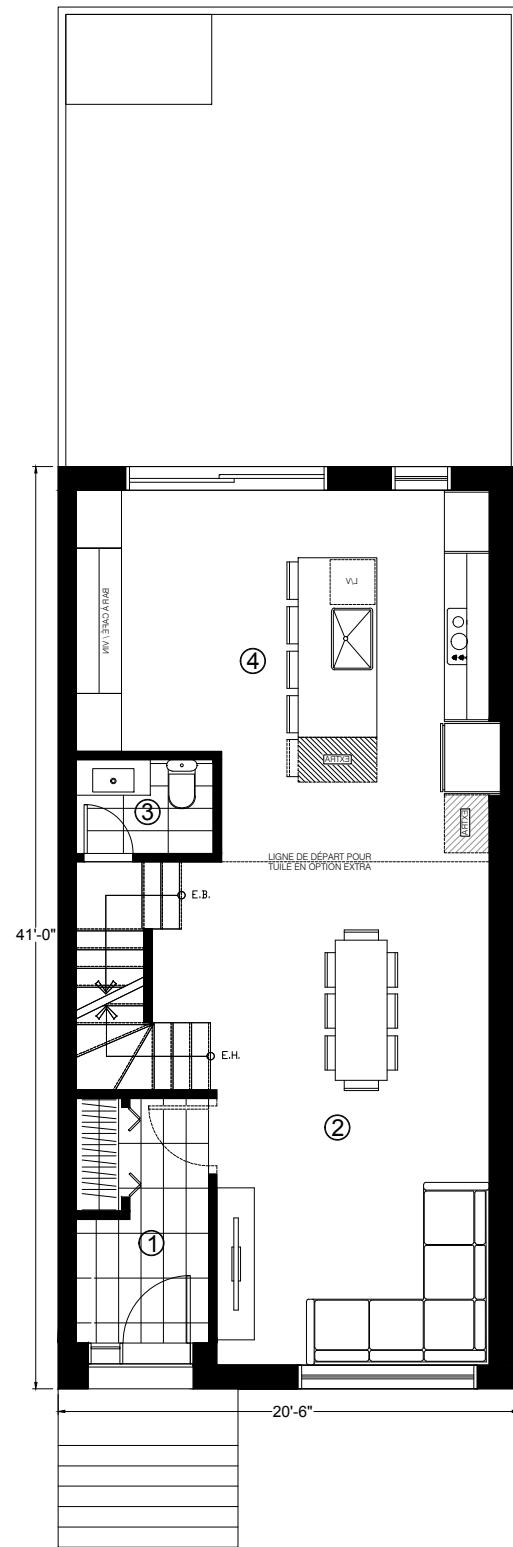 L/V
BAR À CAFÉ / VIN
④
EXTRA
③
EXTRA
LIGNE DE DÉPART POUR
TUILE EN OPTION EXTRA
E.B.
41'-0"
E.H.
②
①
20'-6"